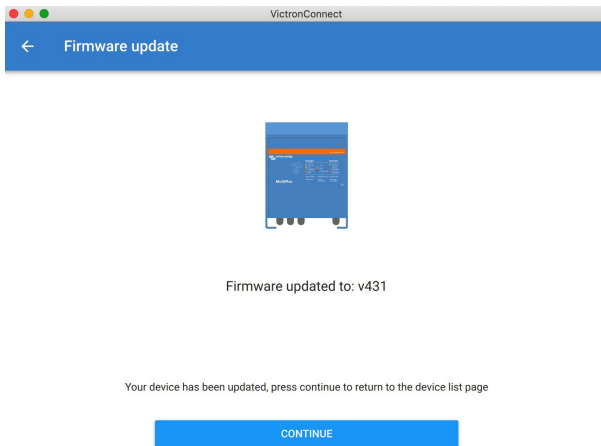 VictronConnect
Firmware update
MultiPlus
Firmware updated to: v431
Your device has been updated, press continue to return to the device list page
CONTINUE